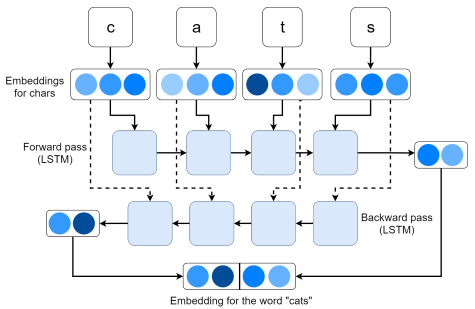 c a t s
Embeddings
for chars
Forward pass
(LSTM)
Backward pass
(LSTM)
Embedding for the word "cats"